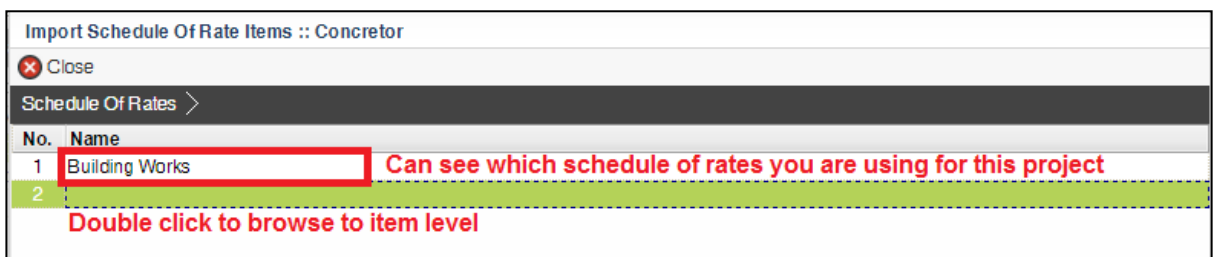 Import Schedule Of Rate Items :: Concretor
Close
Schedule Of Rates
No. Name
1 Building Works Can see which schedule of rates you are using for this project
2
Double click to browse to item level